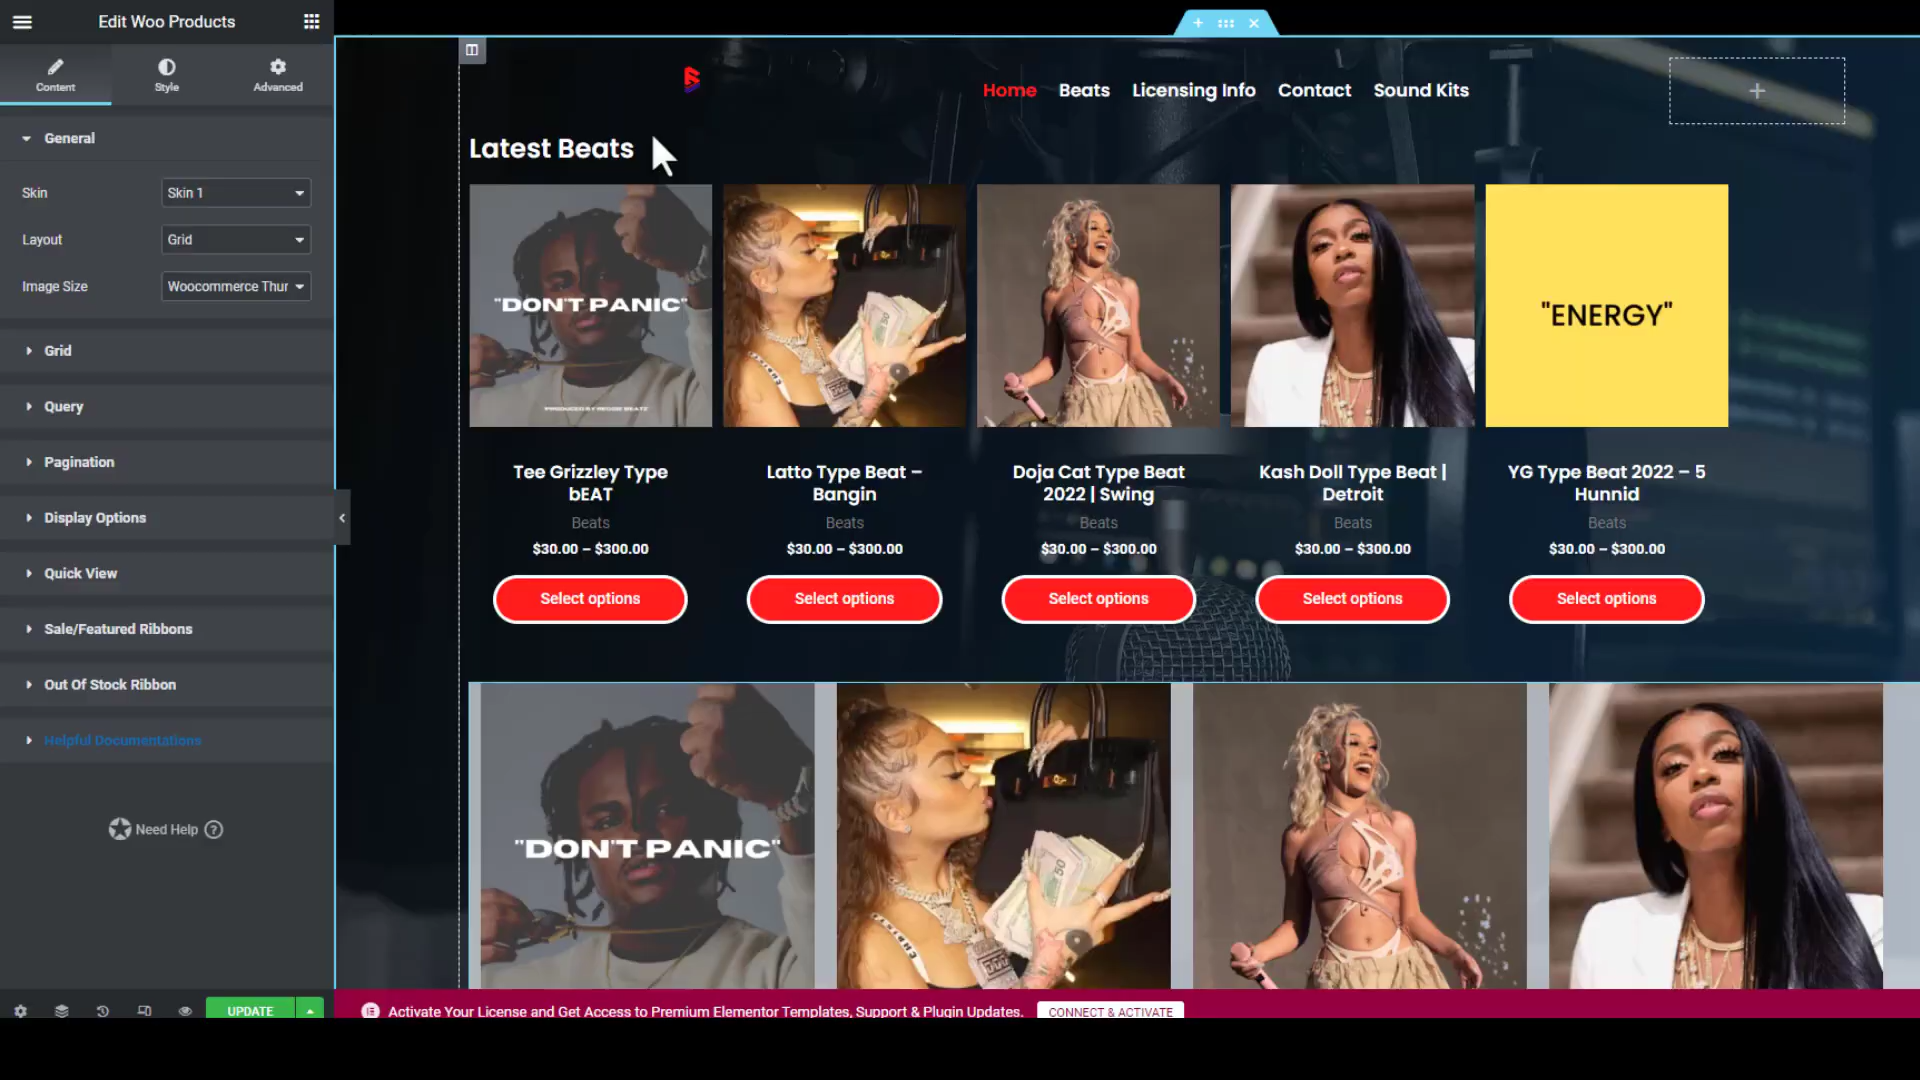 Edit Woo Products
Content
Style
Advanced
General
Skin
Skin 1
Layout
Grid
Image Size
Woocommerce Thur
Grid
Query
Pagination
Display Options
Quick View
Sale/Featured Ribbons
Out Of Stock Ribbon
Helpful Documentations
Need Help ?
UPDATE
Home
Beats
Licensing Info
Contact
Sound Kits
Latest Beats
"DON'T PANIC"
"ENERGY"
Tee Grizzley Type
bEAT
Beats
$30.00 – $300.00
Select options
Latto Type Beat –
Bangin
Beats
$30.00 – $300.00
Select options
Doja Cat Type Beat
2022 | Swing
Beats
$30.00 – $300.00
Select options
Kash Doll Type Beat |
Detroit
Beats
$30.00 – $300.00
Select options
YG Type Beat 2022 – 5
Hunnid
Beats
$30.00 – $300.00
Select options
"DON'T PANIC"
Activate Your License and Get Access to Premium Elementor Templates, Support & Plugin Updates.
CONNECT & ACTIVATE